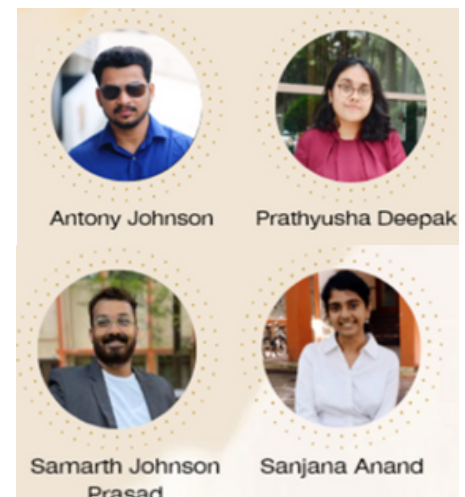 Antony Johnson
Prathyusha Deepak
Samarth Johnson
Prasad
Sanjana Anand